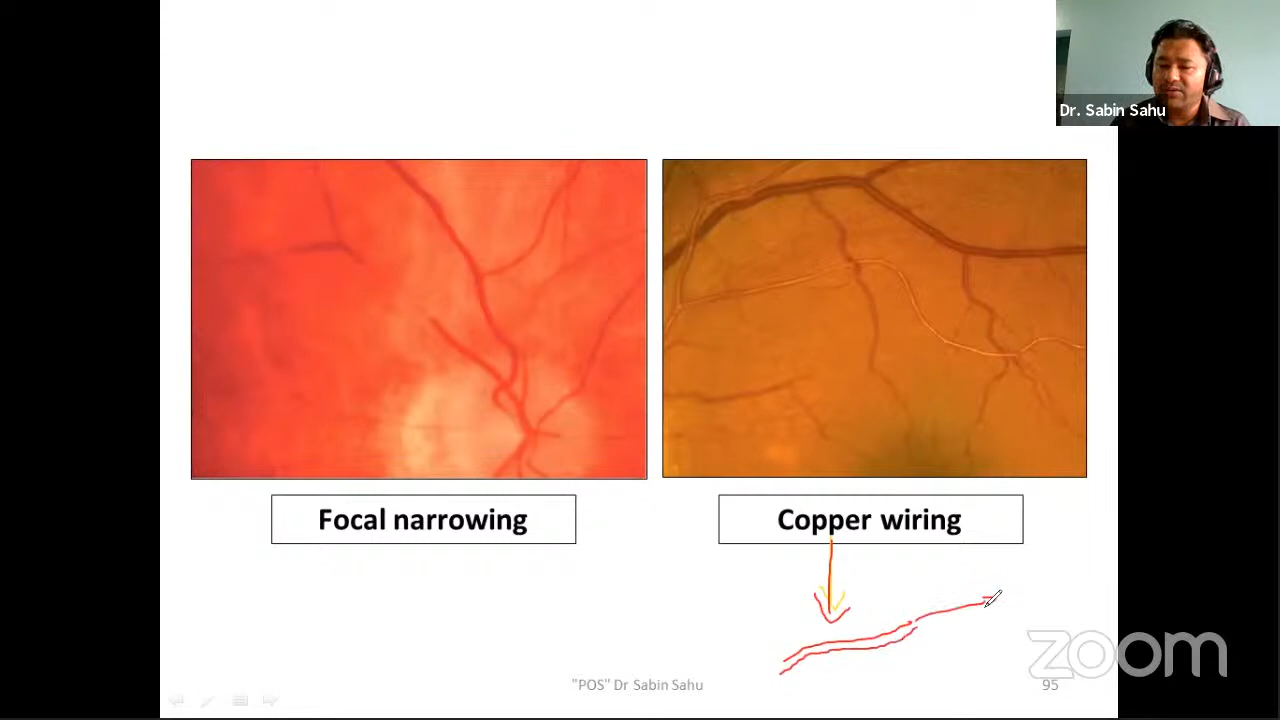 Dr. Sabin Sahu
Focal narrowing
Copper wiring
zoom
"POS" Dr Sabin Sahu
95